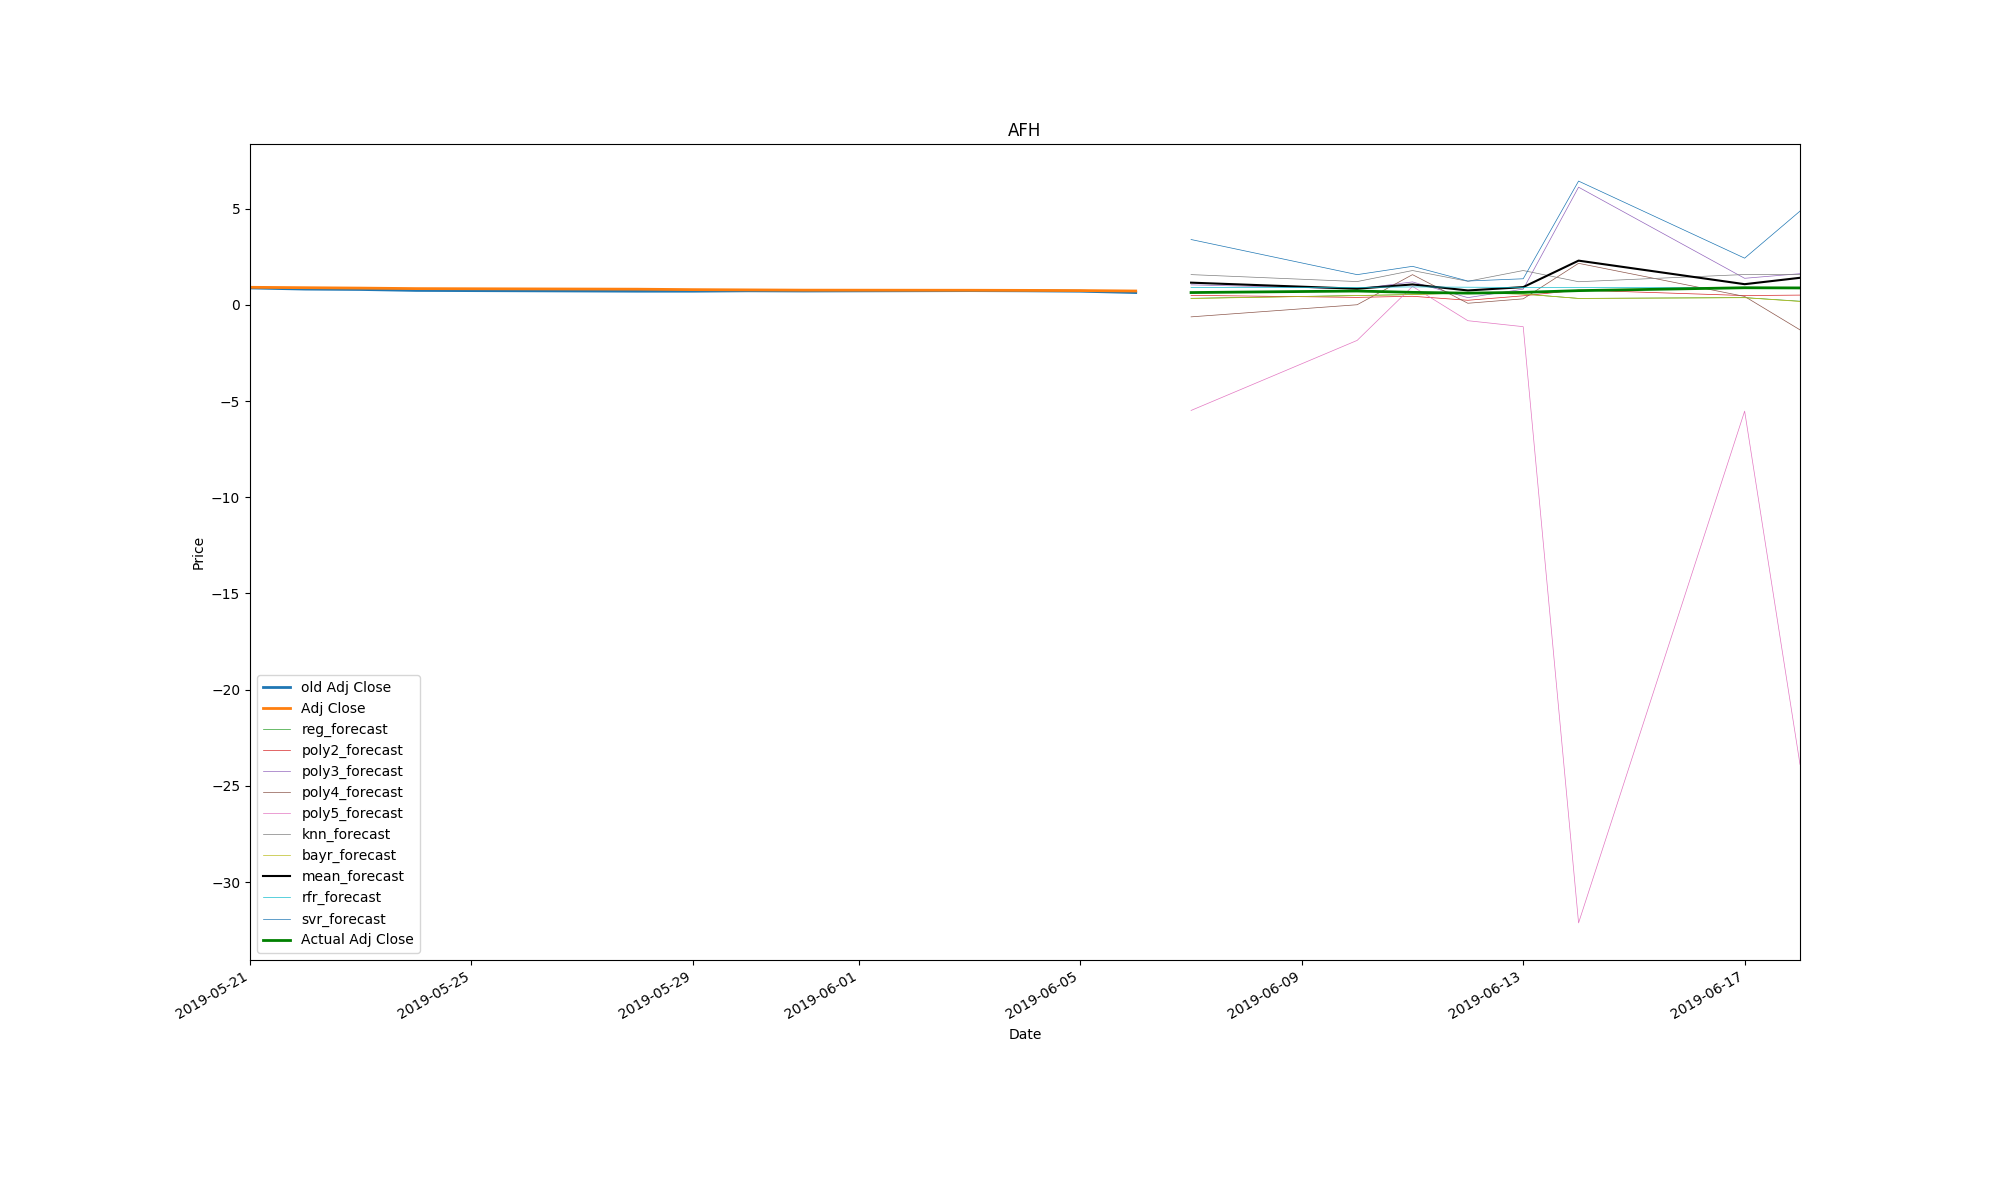 AFH
5
0
−5
−10
−15
−20
−25
−30
Price
old Adj Close
Adj Close
reg_forecast
poly2_forecast
poly3_forecast
poly4_forecast
poly5_forecast
knn_forecast
bayr_forecast
mean_forecast
rfr_forecast
svr_forecast
Actual Adj Close
2019-05-21
2019-05-25
2019-05-29
2019-06-01
2019-06-05
2019-06-09
2019-06-13
2019-06-17
Date